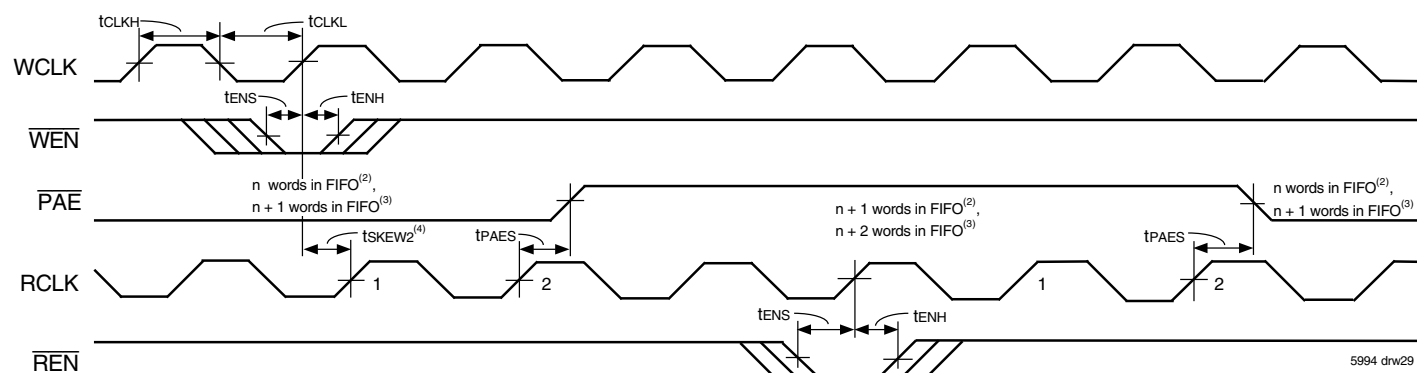 tCLKH
tCLKL
WCLK
tENS
tENH
WEN
n words in FIFO(2),
n + 1 words in FIFO(3)
PAE
n + 1 words in FIFO(2),
n + 2 words in FIFO(3)
n words in FIFO(2),
n + 1 words in FIFO(3)
tSKEW2(4)
tPAES
tPAES
RCLK
1
2
1
2
tENS
tENH
REN
5994 drw29